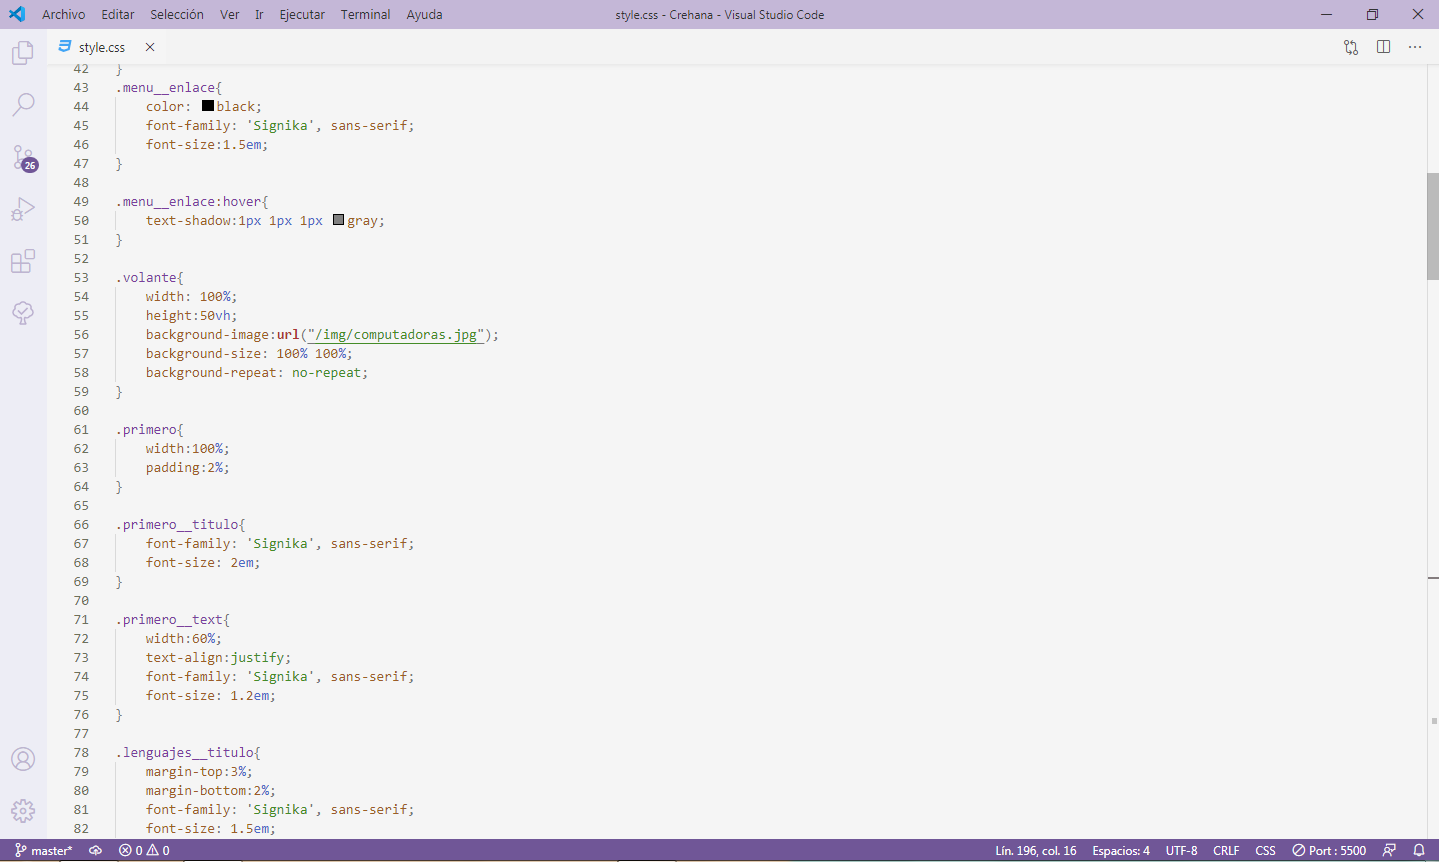 Archivo Editar Selección Ver Ir Ejecutar Terminal Ayuda style.css - Crehana - Visual Studio Code
style.css
42 }
43 .menu__enlace{
44 color: black;
45 font-family: 'Signika', sans-serif;
46 font-size:1.5em;
47 }
48
49 .menu__enlace:hover{
50 text-shadow:1px 1px 1px gray;
51 }
52
53 .volante{
54 width: 100%;
55 height:50vh;
56 background-image:url("/img/computadoras.jpg");
57 background-size: 100% 100%;
58 background-repeat: no-repeat;
59 }
60
61 .primero{
62 width:100%;
63 padding:2%;
64 }
65
66 .primero__titulo{
67 font-family: 'Signika', sans-serif;
68 font-size: 2em;
69 }
70
71 .primero__text{
72 width:60%;
73 text-align:justify;
74 font-family: 'Signika', sans-serif;
75 font-size: 1.2em;
76 }
77
78 .lenguajes__titulo{
79 margin-top:3%;
80 margin-bottom:2%;
81 font-family: 'Signika', sans-serif;
82 font-size: 1.5em;
26
master* 0 0 Lín. 196, col. 16 Espacios: 4 UTF-8 CRLF CSS Port : 5500